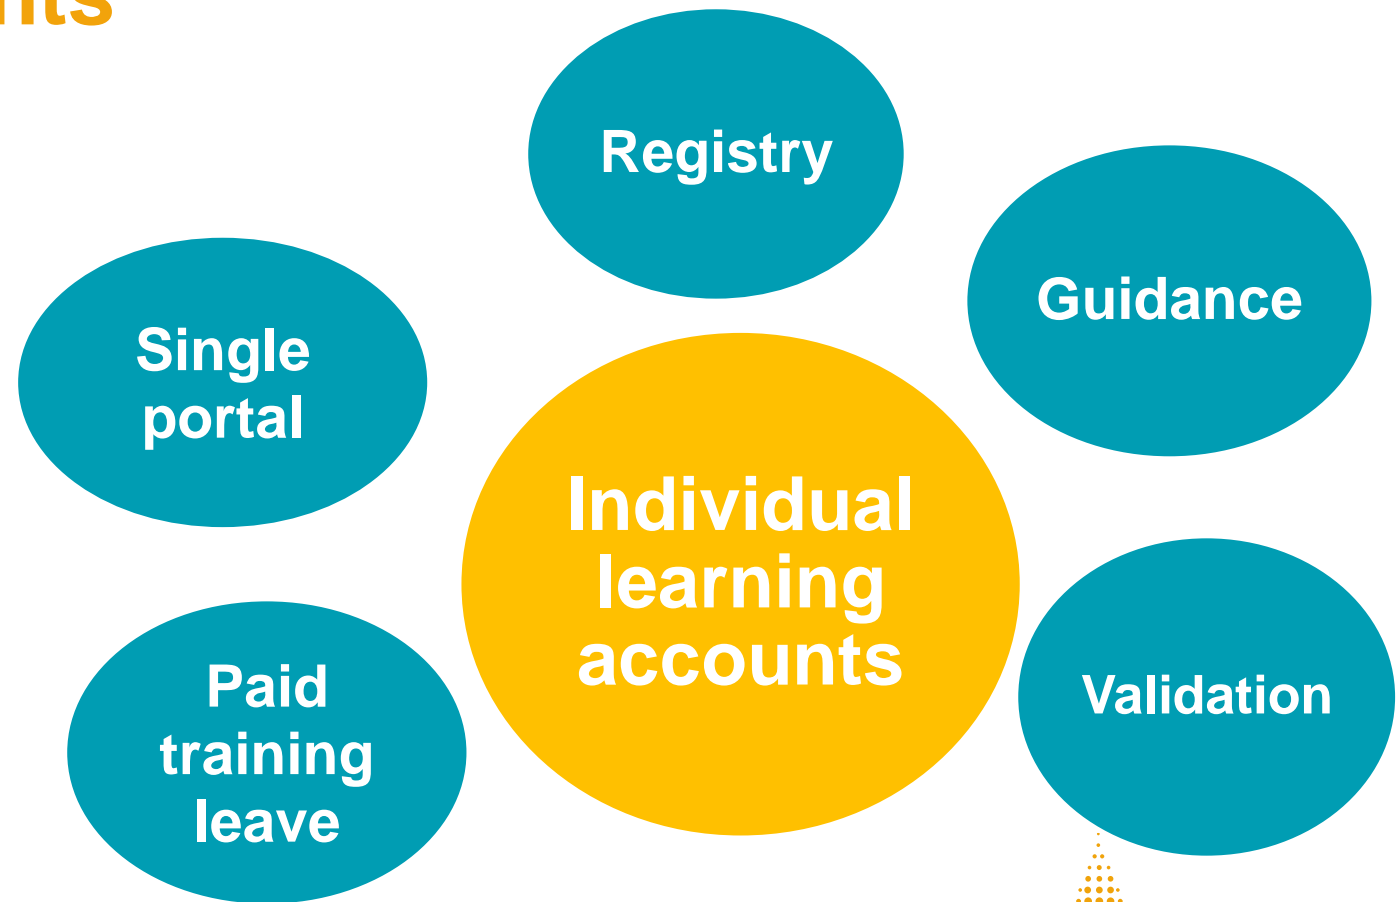 Registry
Guidance
Single
portal
Individual
learning
accounts
Paid
training
leave
Validation